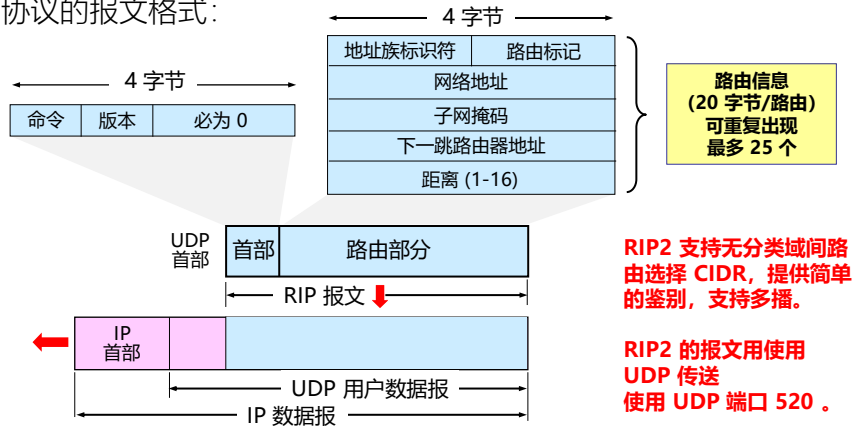 协议的报文格式：
4 字节
地址族标识符 路由标记
网络地址
子网掩码
下一跳路由器地址
距离 (1-16)
路由信息
(20 字节/路由)
可重复出现
最多 25 个
4 字节
命令 版本 必为 0
UDP
首部
首部 路由部分
RIP 报文
IP
首部
UDP 用户数据报
IP 数据报
RIP2 支持无分类域间路
由选择 CIDR，提供简单
的鉴别，支持多播。
RIP2 的报文用使用
UDP 传送
使用 UDP 端口 520 。